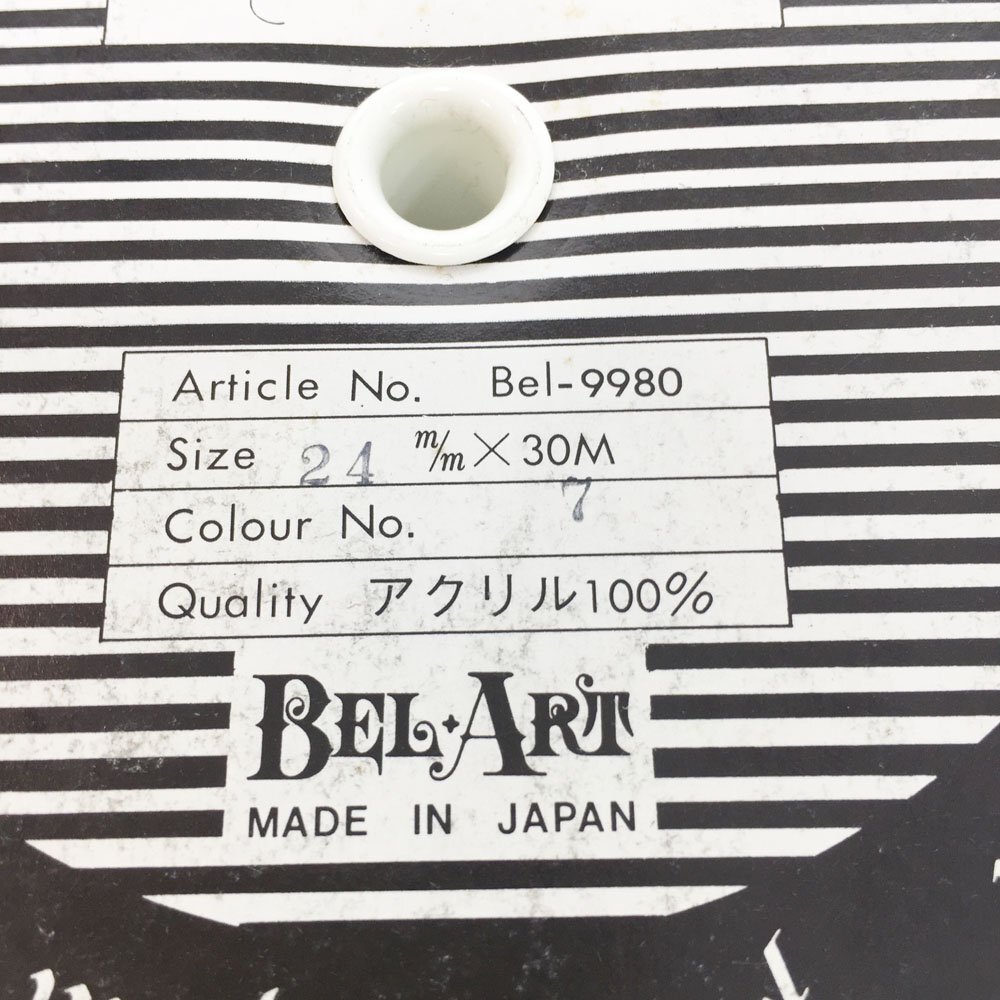 Article No. Bel-9980
Size 24 m/m × 30M
Colour No. 7
Quality アクリル100%
BEL·ART
MADE IN JAPAN